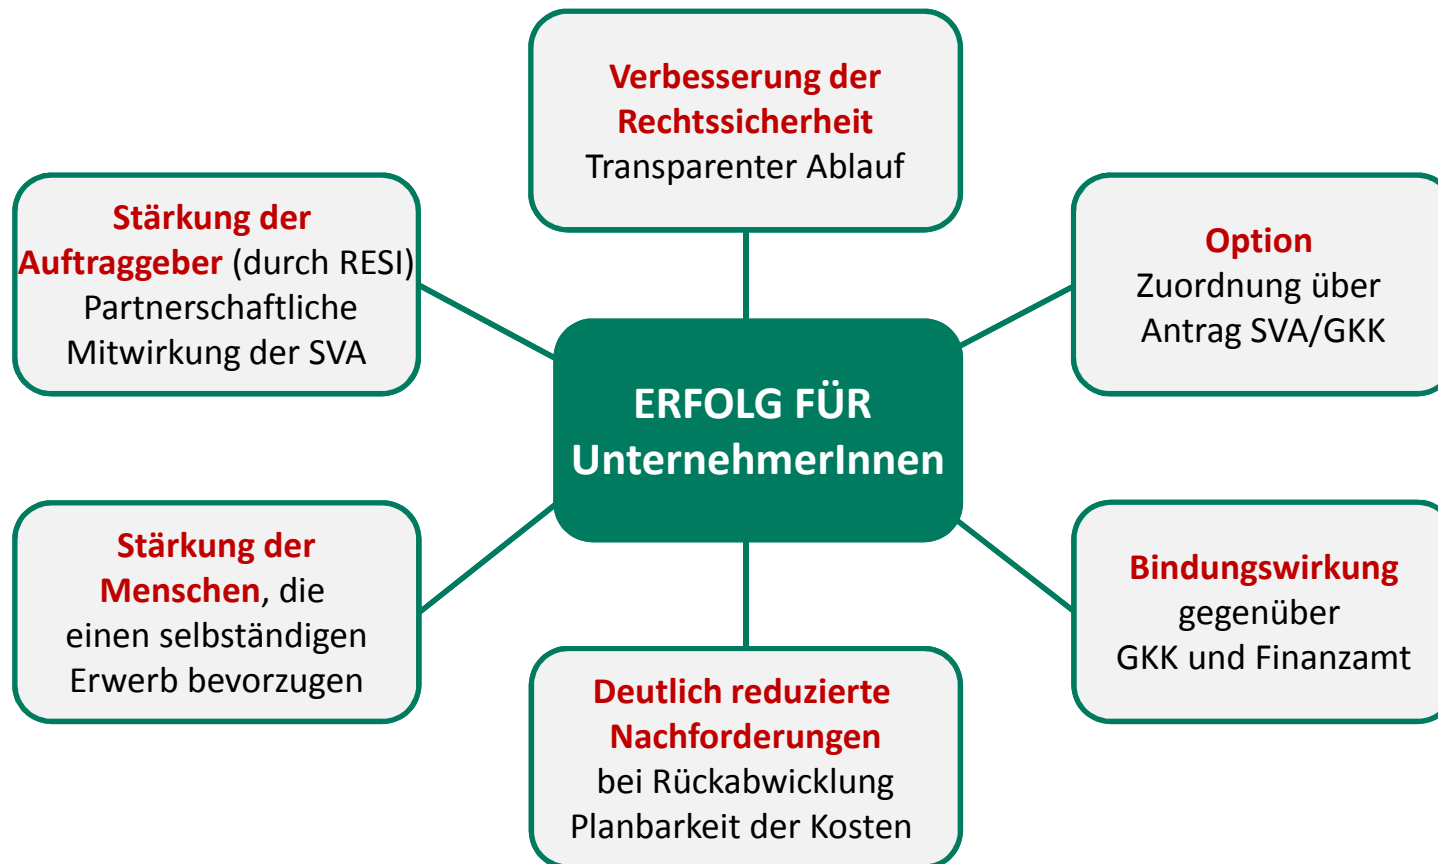 Verbesserung der
Rechtssicherheit
Transparenter Ablauf
Stärkung der
Auftraggeber (durch RESI)
Partnerschaftliche
Mitwirkung der SVA
Option
Zuordnung über
Antrag SVA/GKK
ERFOLG FÜR
UnternehmerInnen
Stärkung der
Menschen, die
einen selbständigen
Erwerb bevorzugen
Bindungswirkung
gegenüber
GKK und Finanzamt
Deutlich reduzierte
Nachforderungen
bei Rückabwicklung
Planbarkeit der Kosten